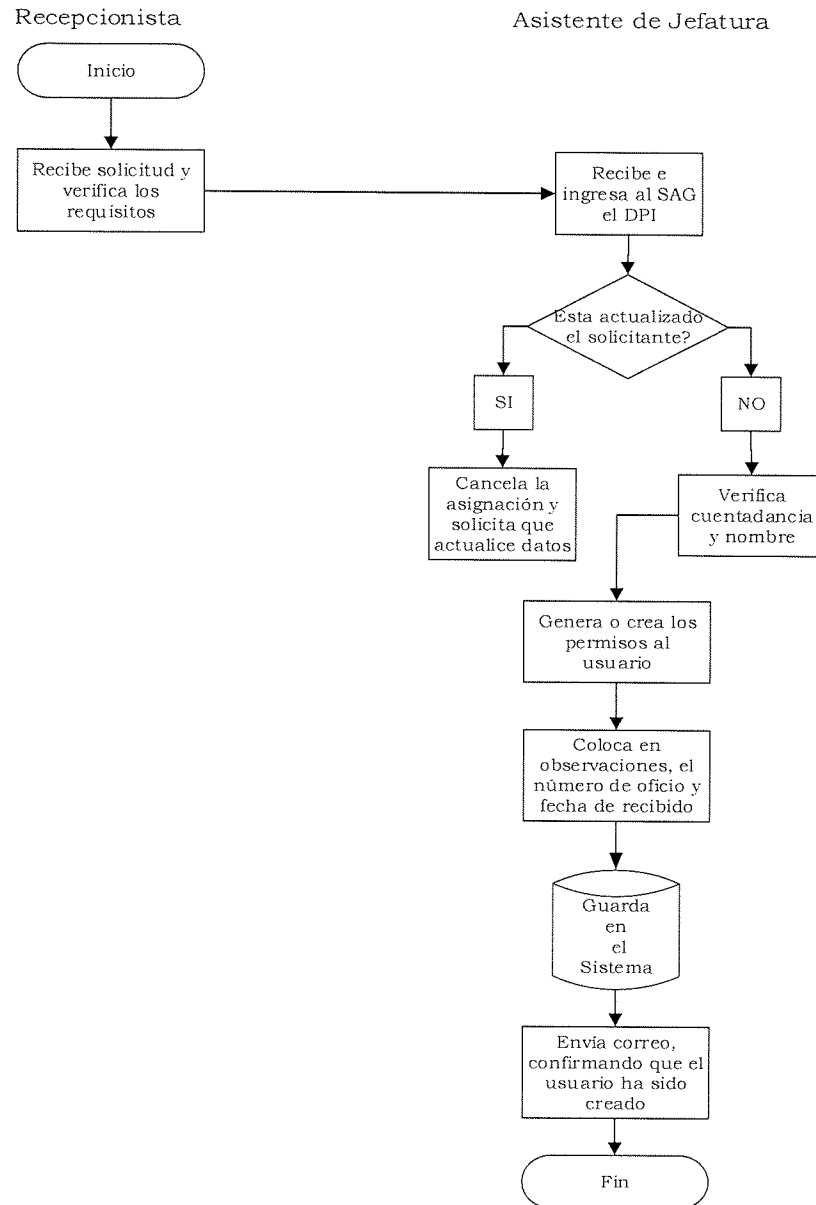 Recepcionista
Asistente de Jefatura
Inicio
Recibe solicitud y
verifica los
requisitos
Recibe e
ingresa al SAG
el DPI
Esta actualizado
el solicitante?
SI
NO
Cancela la
asignación y
solicita que
actualice datos
Verifica
cuentadancia
y nombre
Genera o crea los
permisos al
usuario
Coloca en
observaciones, el
número de oficio y
fecha de recibido
Guarda
en
el
Sistema
Envía correo,
confirmando que el
usuario ha sido
creado
Fin